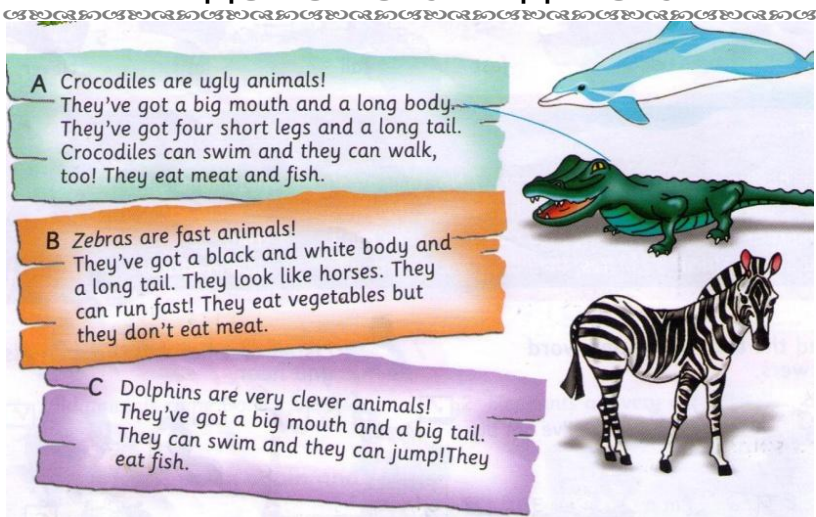 A Crocodiles are ugly animals!
They've got a big mouth and a long body.
They've got four short legs and a long tail.
Crocodiles can swim and they can walk,
too! They eat meat and fish.
B Zebras are fast animals!
They've got a black and white body and
a long tail. They look like horses. They
can run fast! They eat vegetables but
they don't eat meat.
C Dolphins are very clever animals!
They've got a big mouth and a big tail.
They can swim and they can jump!They
eat fish.